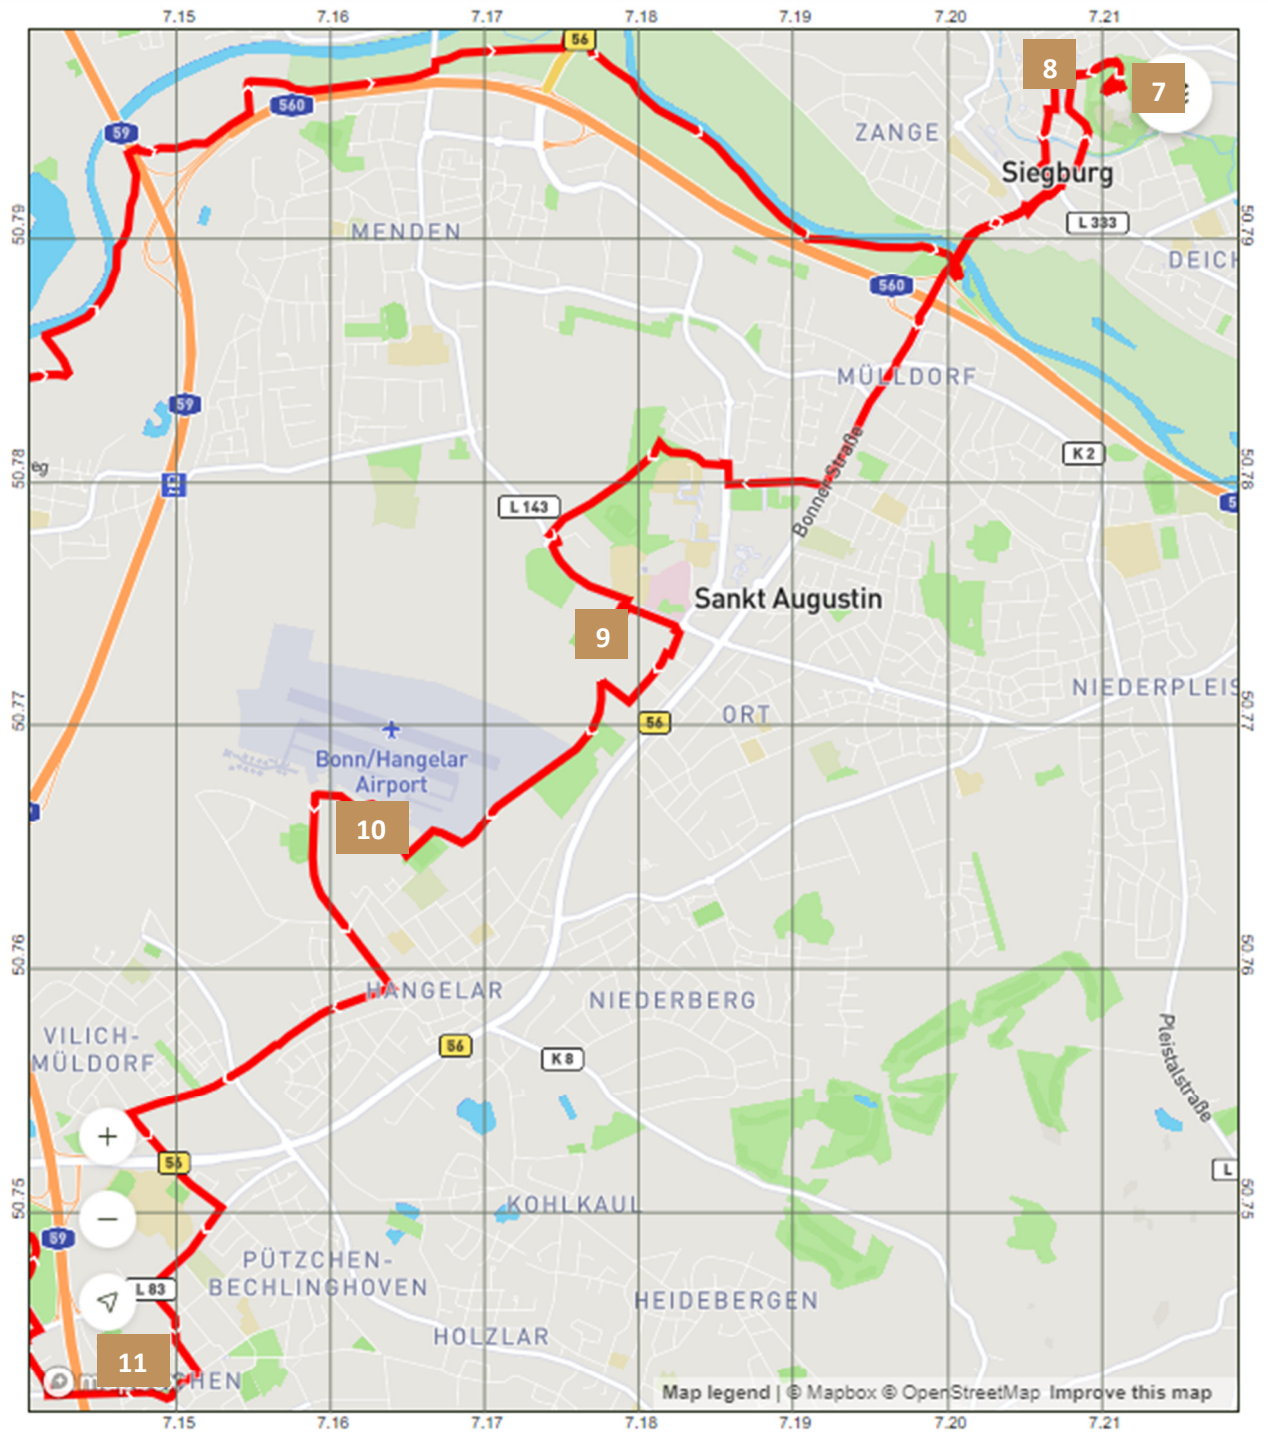 7.15 7.16 7.17 7.18 7.19 7.20 7.21
56
8
7
560
59
ZANGE
Siegburg
L 333
50.79
MENDEN
50.79
DEICH
560
MÜLLDORF
59
Bonner Straße
K 2
eg
50.78
50.78
L 143
5
Sankt Augustin
9
NIEDERPLEIS
50.77
56
ORT
50.77
Bonn/Hangelar
Airport
10
50.76
50.76
HANGELAR
NIEDERBERG
VILICH-
MÜLDORF
56
K 8
Pleistalstraße
56
L
50.75
KOHLKAUL
50.75
59
PÜTZCHEN-
BECHLINGHOVEN
L 83
HEIDEBERGEN
HOLZLAR
11
CHEN
Map legend | © Mapbox © OpenStreetMap Improve this map
7.15 7.16 7.17 7.18 7.19 7.20 7.21